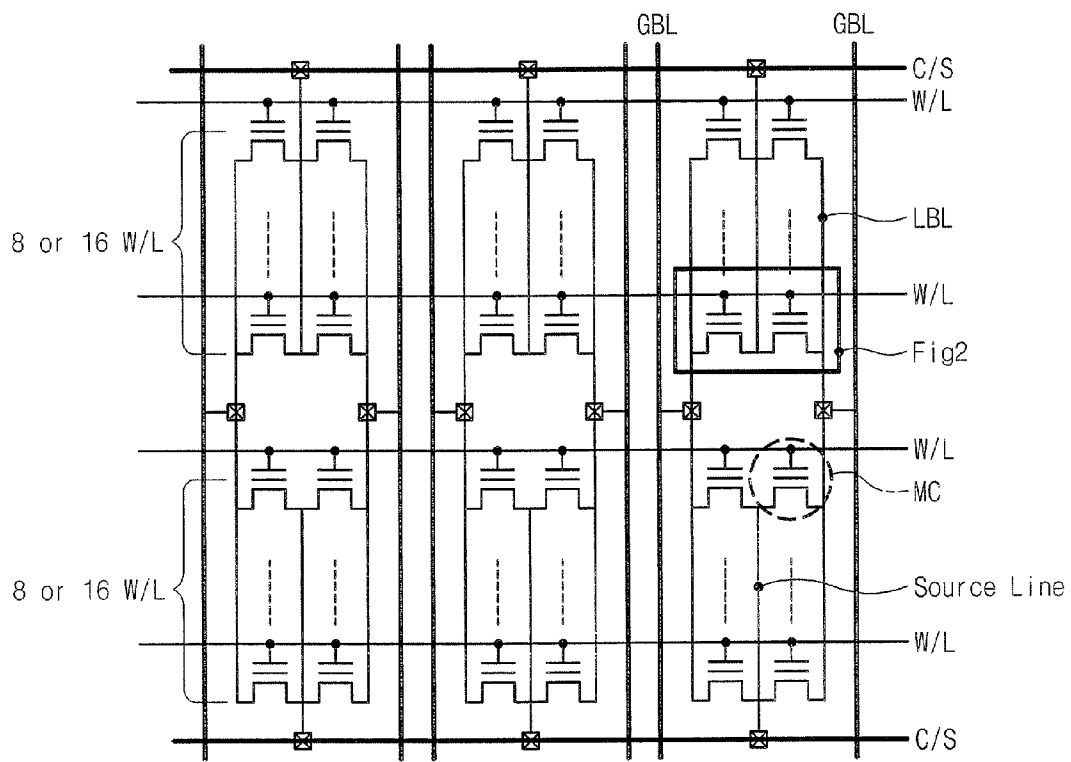 GBL GBL
C/S
W/L
8 or 16 W/L
LBL
W/L
Fig2
W/L
MC
8 or 16 W/L
Source Line
W/L
C/S